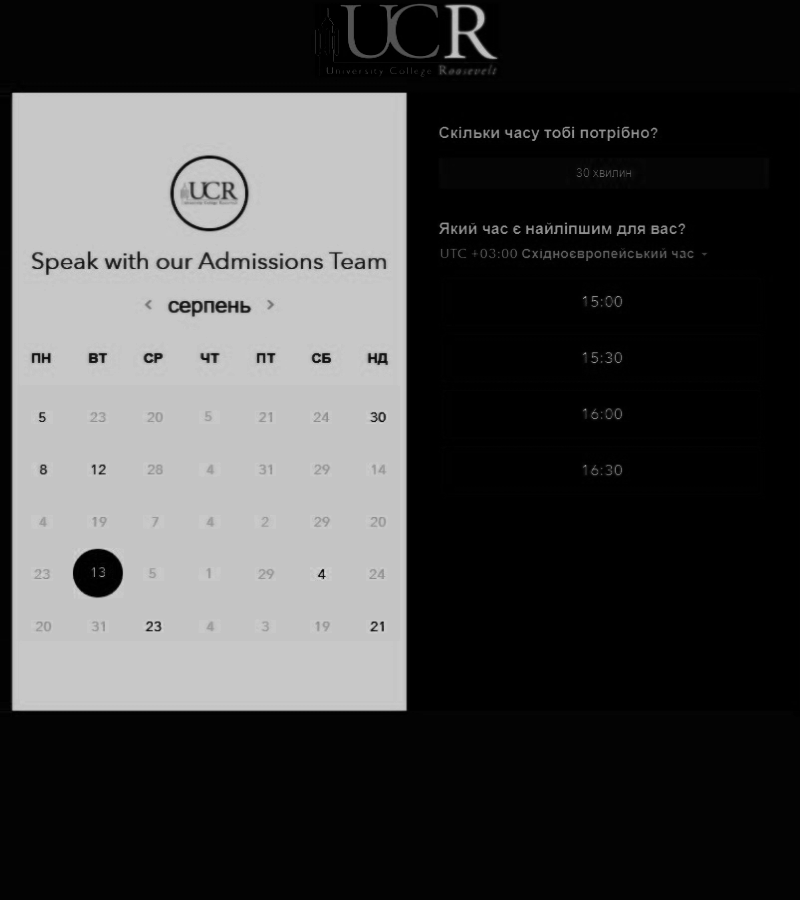 UCR
University College Roosevelt
UCR
Speak with our Admissions Team
< серпень >
ПН ВТ СР ЧТ ПТ СБ НД
5 23 20 5 21 24 30
8 12 28 4 31 29 14
4 19 7 4 2 29 20
23 13 5 1 29 4 24
20 31 23 4 3 19 21
Скільки часу тобі потрібно?
30 хвилин
Який час є найліпшим для вас?
UTC +03:00 Східноєвропейський час
15:00
15:30
16:00
16:30